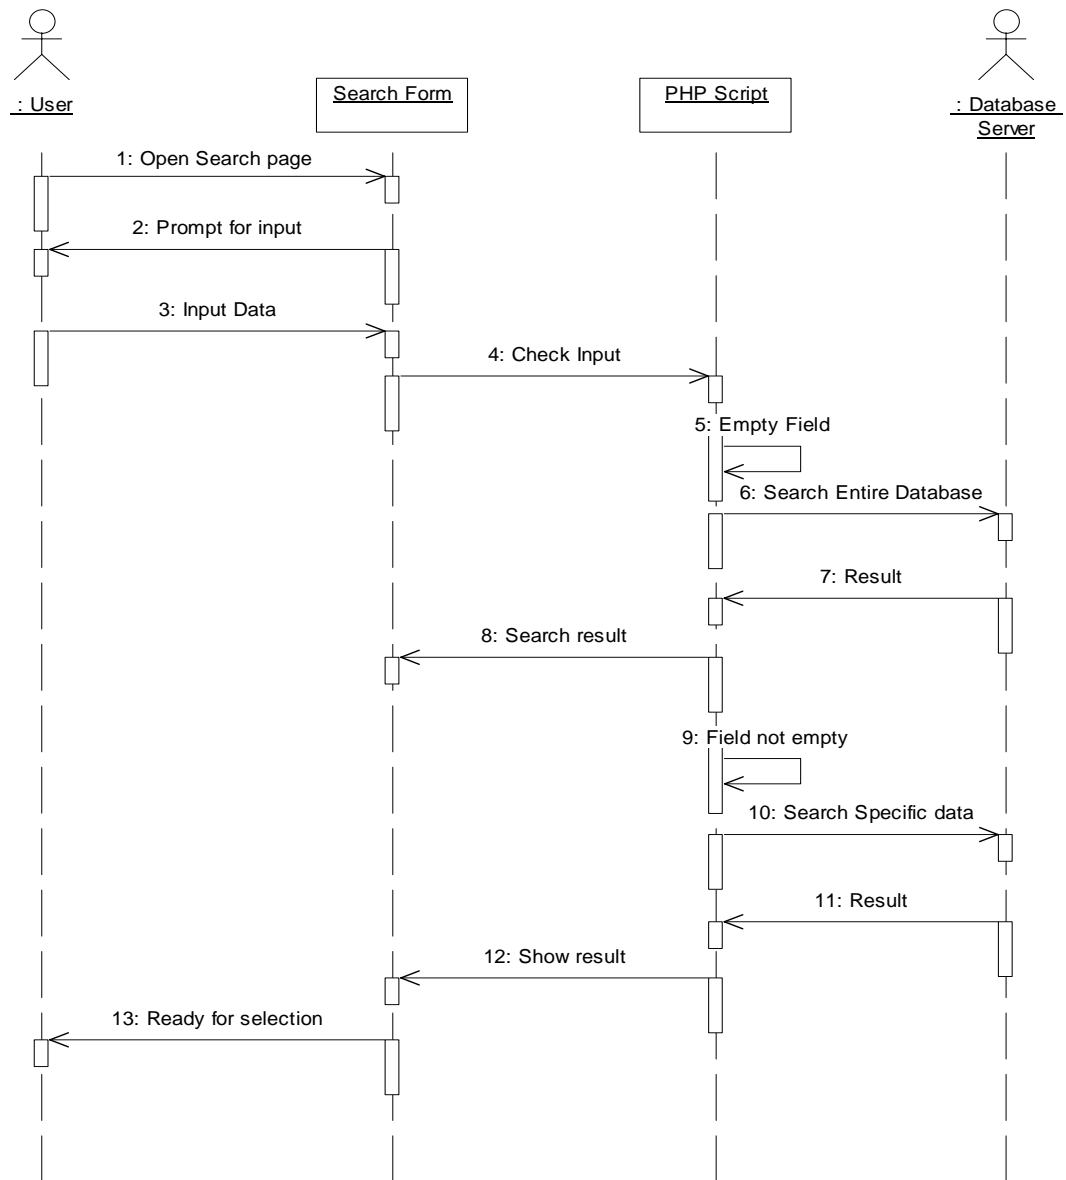 : User
Search Form
PHP Script
: Database
Server
1: Open Search page
2: Prompt for input
3: Input Data
4: Check Input
5: Empty Field
6: Search Entire Database
7: Result
8: Search result
9: Field not empty
10: Search Specific data
11: Result
12: Show result
13: Ready for selection